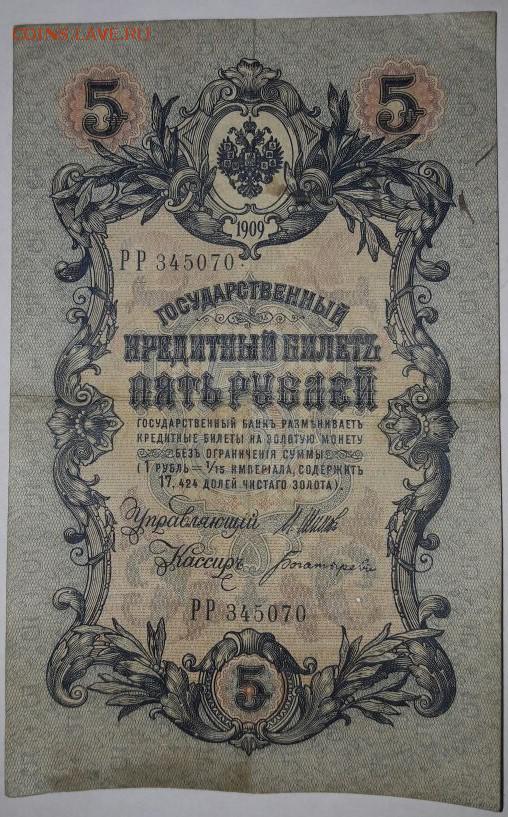 COINS.LAVE.RU
5 5
1909
РР 345070
ГОСУДАРСТВЕННЫЙ
КРЕДИТНЫЙ БИЛЕТЪ
ПЯТЬ РУБЛЕЙ
ГОСУДАРСТВЕННЫЙ БАНКЪ РАЗМѢНИВАЕТЪ
КРЕДИТНЫЕ БИЛЕТЫ НА ЗОЛОТУЮ МОНЕТУ
БЕЗЪ ОГРАНИЧЕНІЯ СУММЫ
(1 РУБЛЬ = 1/15 ИМПЕРІАЛА, СОДЕРЖИТЪ
17,424 ДОЛЕЙ ЧИСТАГО ЗОЛОТА).
Управляющій И. Шипов
Кассиръ Богатырев
РР 345070
5